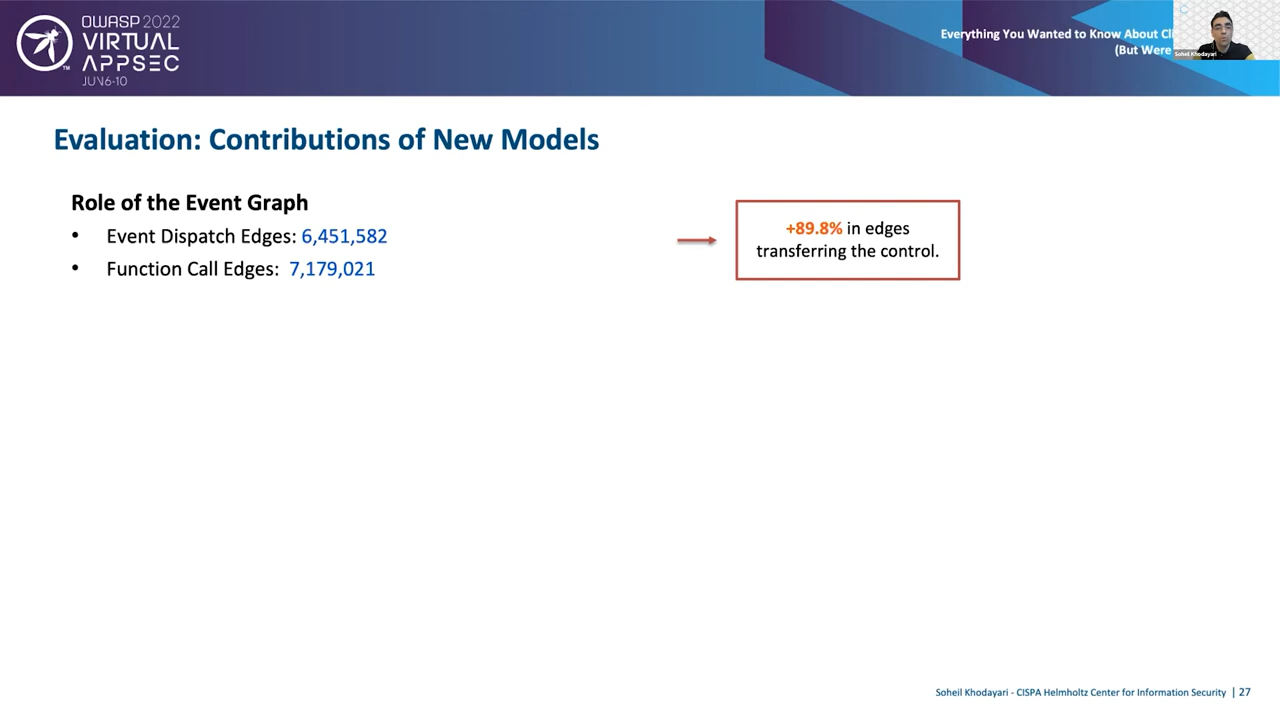 OWASP 2022
VIRTUAL
APPSEC
JUN 6-10
TM
Everything You Wanted to Know About
(But Were
Soheil Khodayari
Evaluation: Contributions of New Models
Role of the Event Graph
• Event Dispatch Edges: 6,451,582
• Function Call Edges: 7,179,021
+89.8% in edges
transferring the control.
Soheil Khodayari - CISPA Helmholtz Center for Information Security | 27